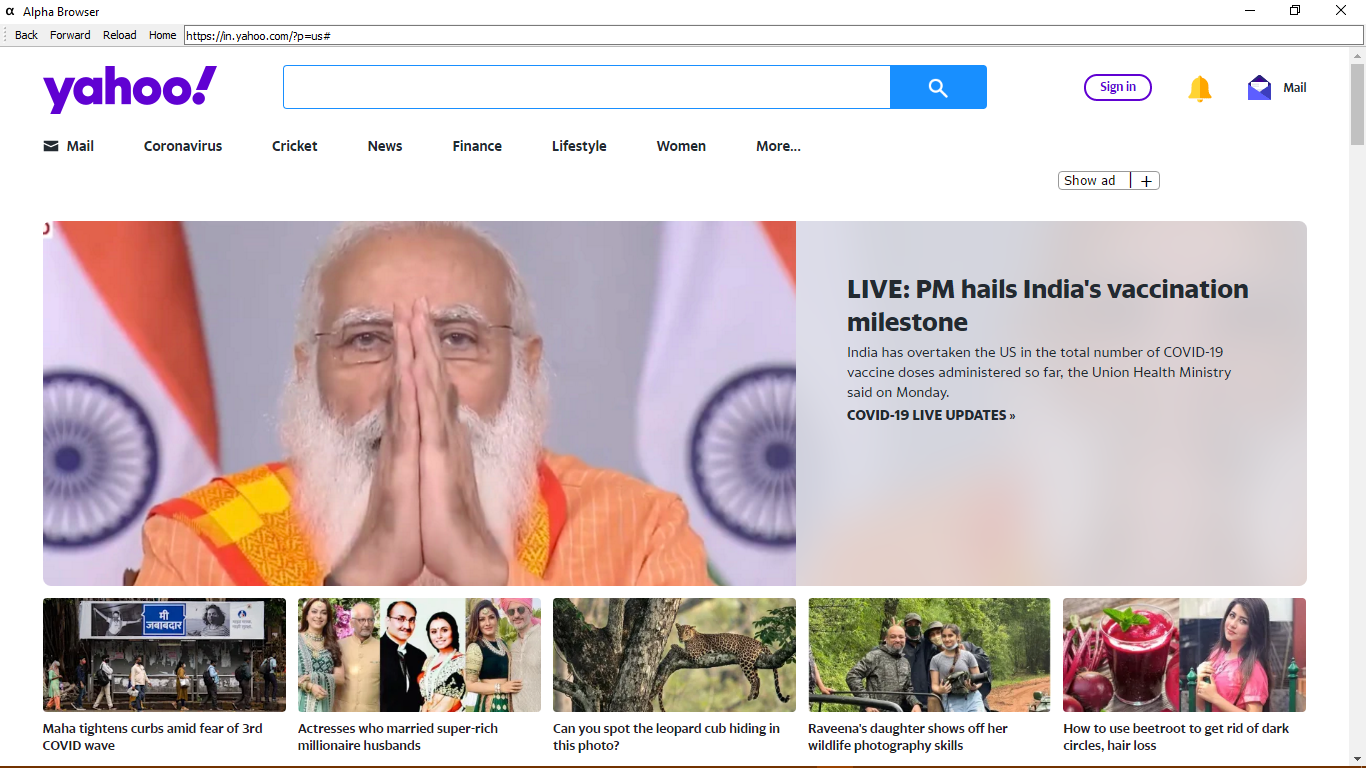 α Alpha Browser
Back Forward Reload Home https://in.yahoo.com/?p=us#
yahoo!
Sign in
Mail
Mail Coronavirus Cricket News Finance Lifestyle Women More...
Show ad +
LIVE: PM hails India's vaccination
milestone
India has overtaken the US in the total number of COVID-19
vaccine doses administered so far, the Union Health Ministry
said on Monday.
COVID-19 LIVE UPDATES »
मी
जबाबदार
Maha tightens curbs amid fear of 3rd
COVID wave
Actresses who married super-rich
millionaire husbands
Can you spot the leopard cub hiding in
this photo?
Raveena's daughter shows off her
wildlife photography skills
How to use beetroot to get rid of dark
circles, hair loss